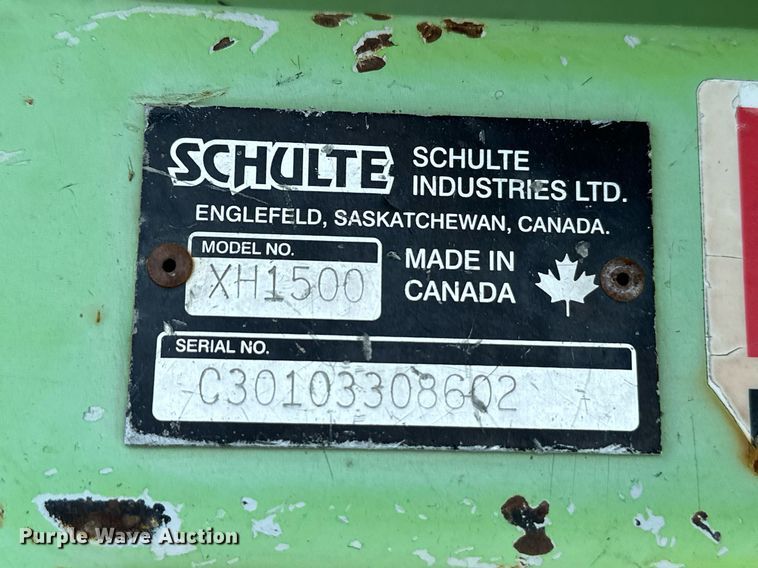 SCHULTE
SCHULTE
INDUSTRIES LTD.
ENGLEFELD, SASKATCHEWAN, CANADA.
MODEL NO.
XH1500
MADE IN
CANADA
SERIAL NO.
C30103308602
Purple Wave Auction